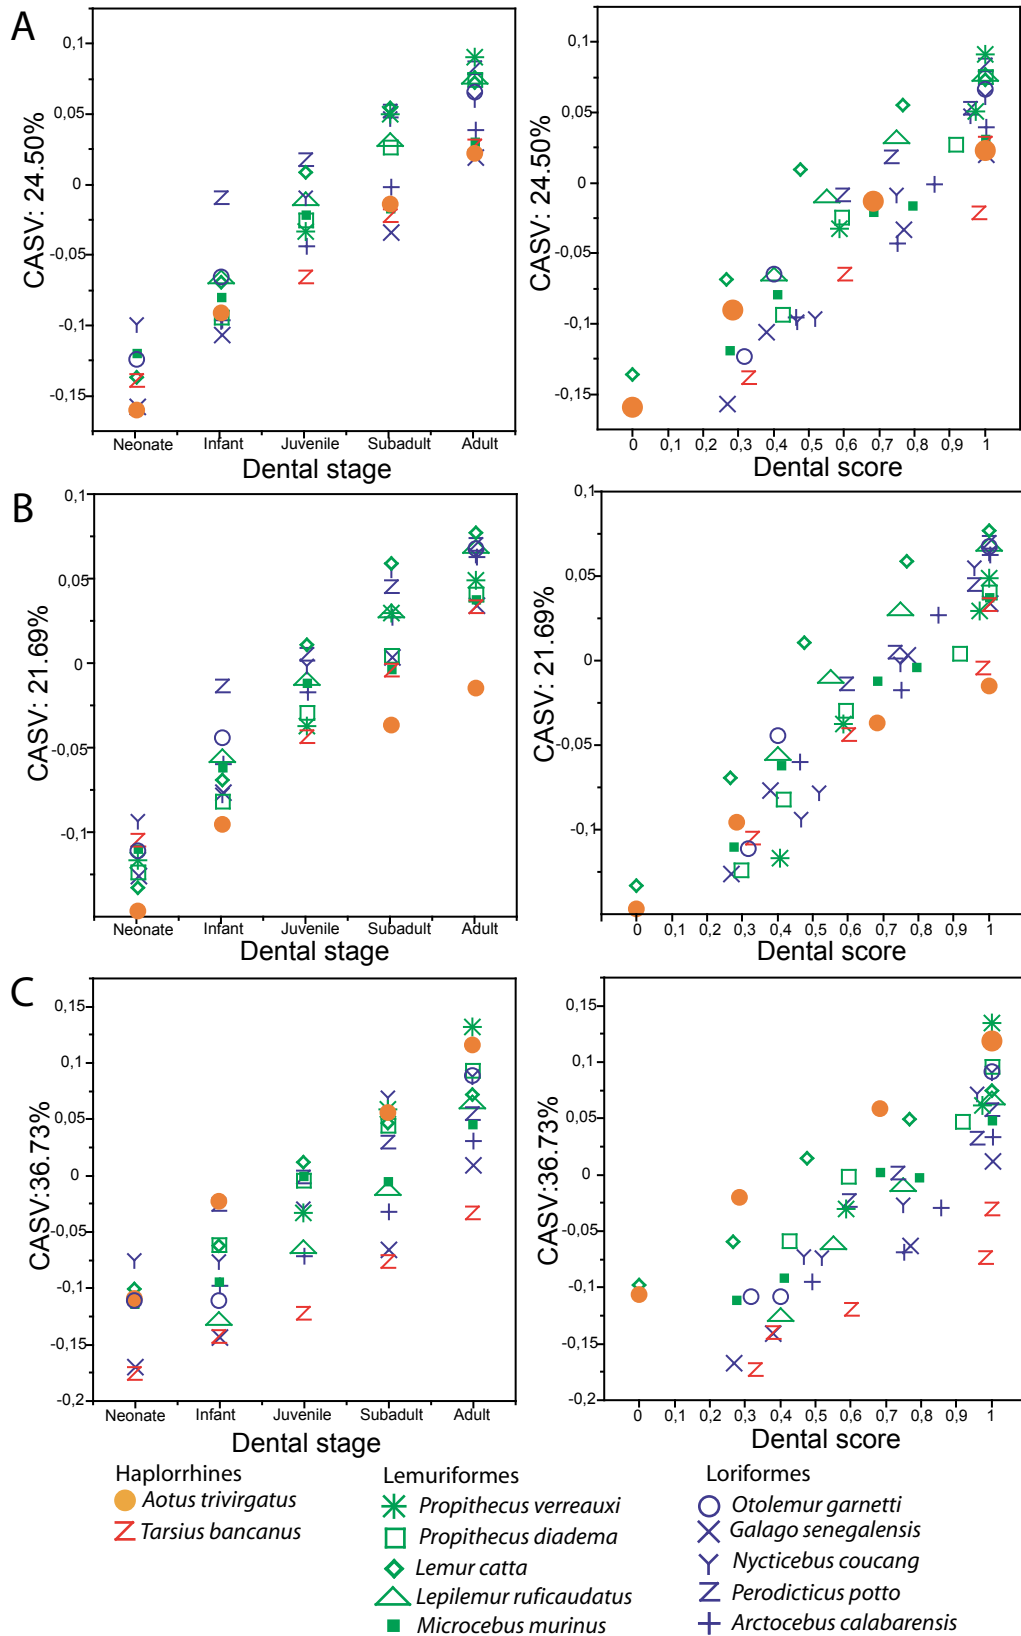 A
CASV: 24.50%
0,1
0,05
0
-0,05
-0,1
-0,15
Neonate Infant Juvenile Subadult Adult
Dental stage
CASV: 24.50%
0,1
0,05
0
-0,05
-0,1
-0,15
0 0,1 0,2 0,3 0,4 0,5 0,6 0,7 0,8 0,9 1
Dental score
B
CASV: 21.69%
0,1
0,05
0
-0,05
-0,1
Neonate Infant Juvenile Subadult Adult
Dental stage
CASV: 21.69%
0,1
0,05
0
-0,05
-0,1
0 0,1 0,2 0,3 0,4 0,5 0,6 0,7 0,8 0,9 1
Dental score
C
CASV:36.73%
0,15
0,1
0,05
0
-0,05
-0,1
-0,15
-0,2
Neonate Infant Juvenile Subadult Adult
Dental stage
CASV:36.73%
0,15
0,1
0,05
0
-0,05
-0,1
-0,15
-0,2
0 0,1 0,2 0,3 0,4 0,5 0,6 0,7 0,8 0,9 1
Dental score
Haplorrhines
Aotus trivirgatus
Tarsius bancanus
Lemuriformes
Propithecus verreauxi
Propithecus diadema
Lemur catta
Lepilemur ruficaudatus
Microcebus murinus
Loriformes
Otolemur garnetti
Galago senegalensis
Nycticebus coucang
Perodicticus potto
Arctocebus calabarensis